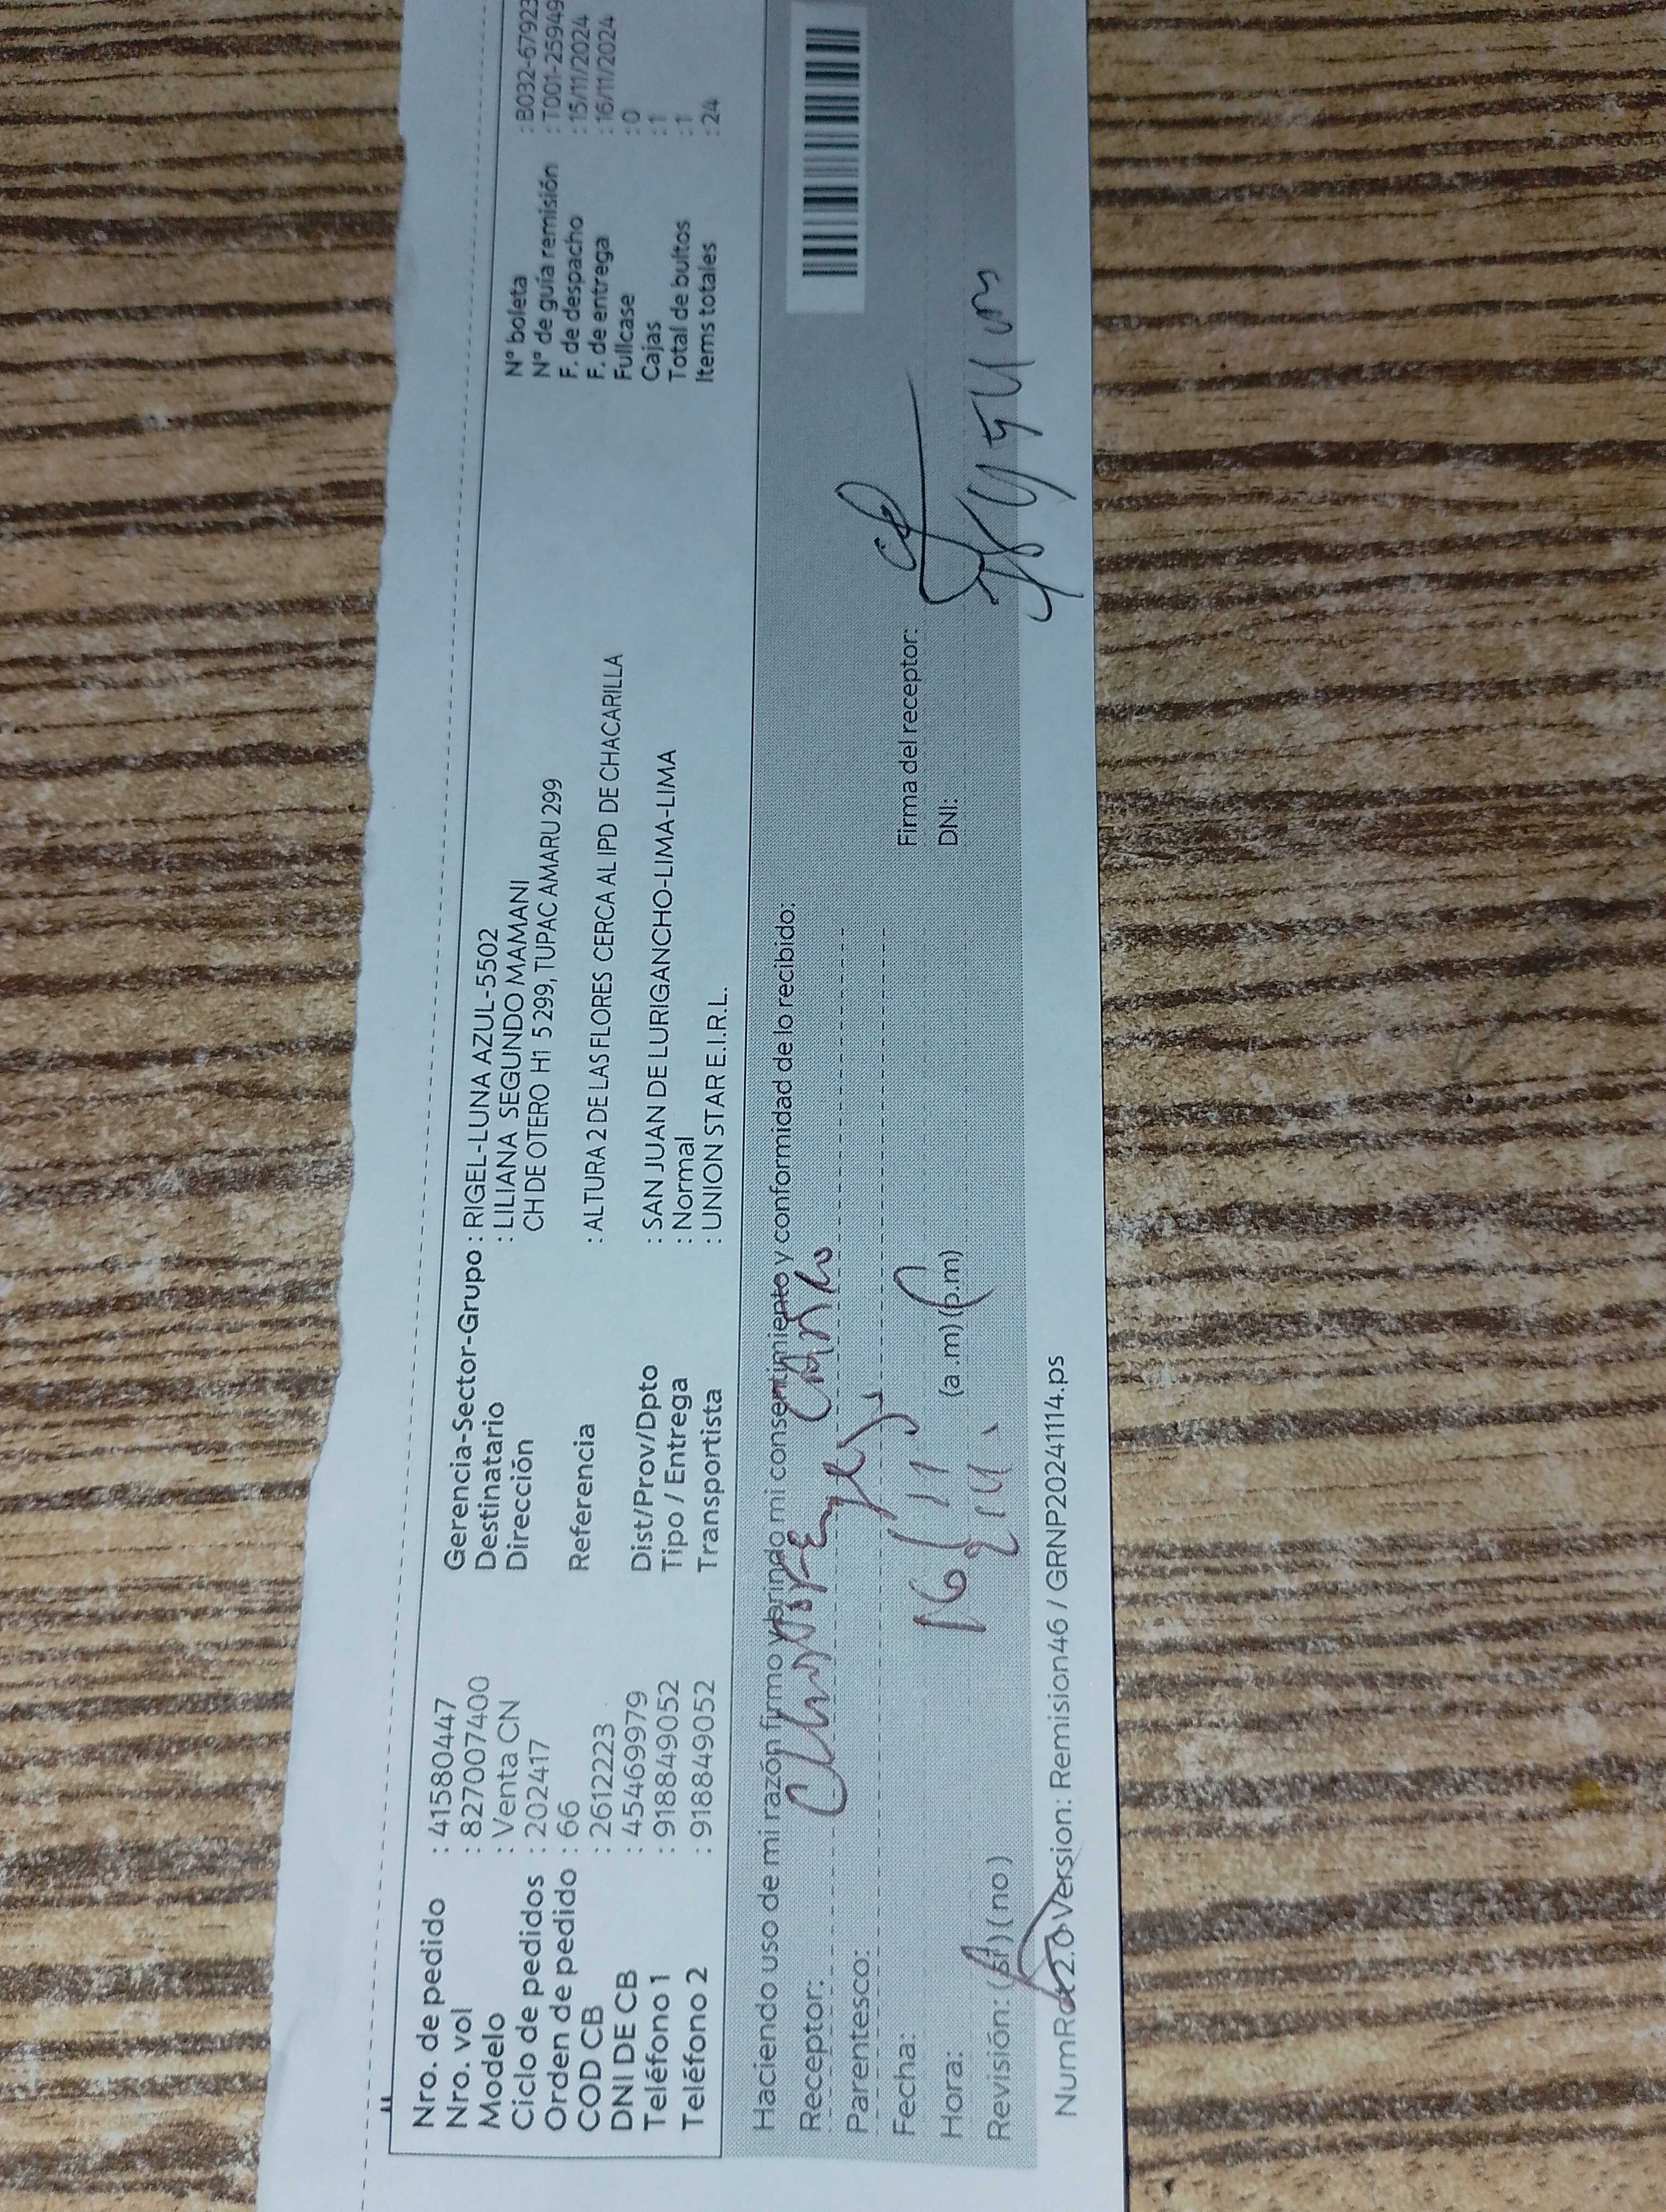 Nro. de pedido : 41580447
Nro. vol : 827007400
Modelo : Venta CN
Ciclo de pedidos : 202417
Orden de pedido : 66
COD CB : 2612223
DNI DE CB : 45469979
Teléfono 1 : 918849052
Teléfono 2 : 918849052
Gerencia-Sector-Grupo : RIGEL-LUNA AZUL-5502
Destinatario : LILIANA SEGUNDO MAMANI
Dirección CH DE OTERO H1 5 299, TUPAC AMARU 299
Referencia : ALTURA 2 DE LAS FLORES CERCA AL IPD DE CHACARILLA
Dist/Prov/Dpto : SAN JUAN DE LURIGANCHO-LIMA-LIMA
Tipo / Entrega : Normal
Transportista : UNION STAR E.I.R.L.
N° boleta : B032-67923
N° de guía remisión : T001-25949
F. de despacho : 15/11/2024
F. de entrega : 16/11/2024
Fullcase : 0
Cajas : 1
Total de bultos : 1
Items totales : 24
Haciendo uso de mi razón firmo y brindo mi consentimiento y conformidad de lo recibido:
Receptor:
Parentesco:
Fecha: 16/11
Hora: (a.m) (p.m)
Revisión: (sí) (no)
Firma del receptor:
DNI:
NumRot 2.0 Version: Remision46 / GRNP20241114.ps